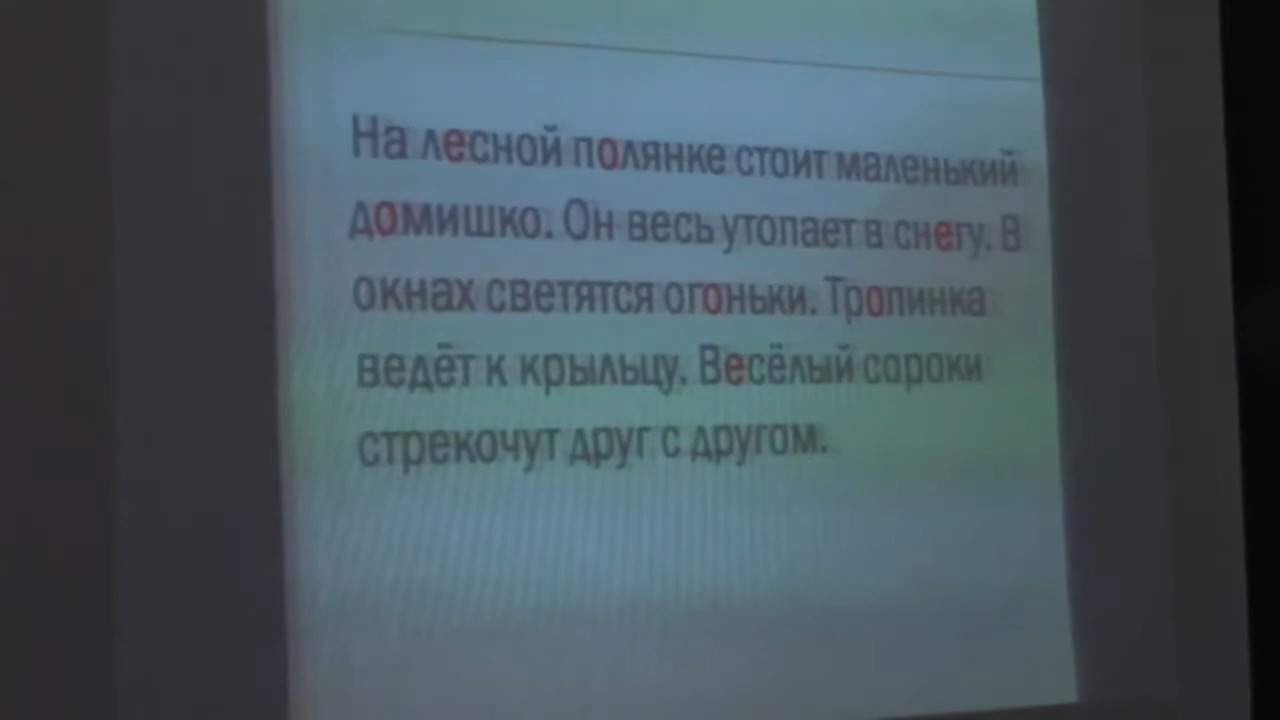 На лесной полянке стоит маленький
домишко. Он весь утопает в снегу. В
окнах светятся огоньки. Тропинка
ведёт к крыльцу. Весёлый сороки
стрекочут друг с другом.